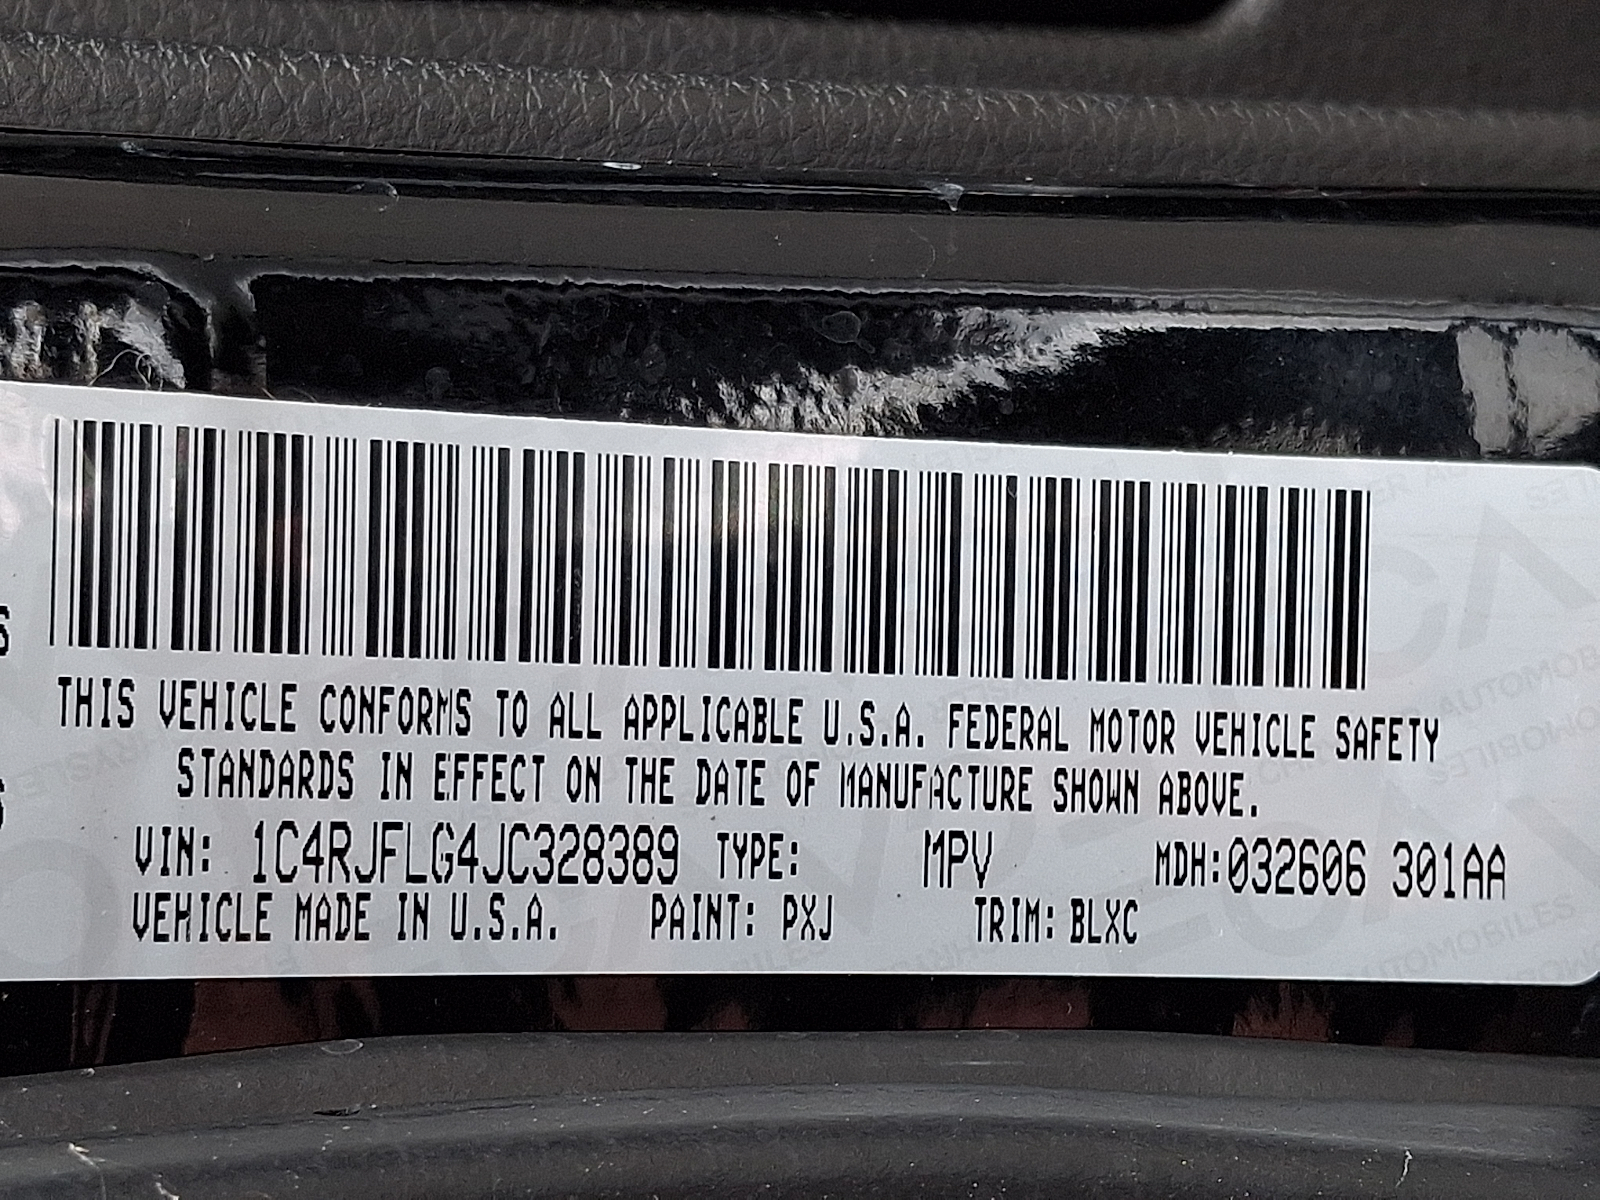 THIS VEHICLE CONFORMS TO ALL APPLICABLE U.S.A. FEDERAL MOTOR VEHICLE SAFETY
STANDARDS IN EFFECT ON THE DATE OF MANUFACTURE SHOWN ABOVE.
VIN: 1C4RJFLG4JC328389 TYPE: MPV MDH:032606 301AA
VEHICLE MADE IN U.S.A. PAINT: PXJ TRIM: BLXC